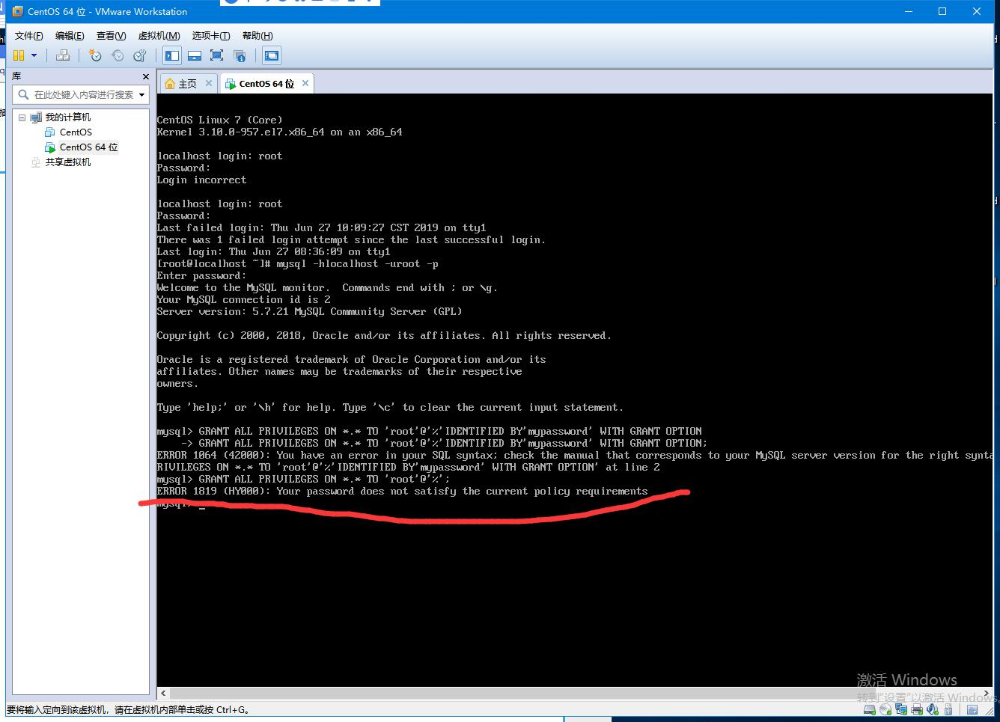 CentOS 64 位 - VMware Workstation
文件(F) 编辑(E) 查看(V) 虚拟机(M) 选项卡(T) 帮助(H)
库
在此处键入内容进行搜索
我的计算机
CentOS
CentOS 64 位
共享虚拟机
主页
CentOS 64 位
CentOS Linux 7 (Core)
Kernel 3.10.0-957.el7.x86_64 on an x86_64
localhost login: root
Password:
Login incorrect
localhost login: root
Password:
Last failed login: Thu Jun 27 10:09:27 CST 2019 on tty1
There was 1 failed login attempt since the last successful login.
Last login: Thu Jun 27 08:36:09 on tty1
[root@localhost ~]# mysql -hlocalhost -uroot -p
Enter password:
Welcome to the MySQL monitor.  Commands end with ; or \g.
Your MySQL connection id is 2
Server version: 5.7.21 MySQL Community Server (GPL)
Copyright (c) 2000, 2018, Oracle and/or its affiliates. All rights reserved.
Oracle is a registered trademark of Oracle Corporation and/or its
affiliates. Other names may be trademarks of their respective
owners.
Type 'help;' or '\h' for help. Type '\c' to clear the current input statement.
mysql> GRANT ALL PRIVILEGES ON *.* TO 'root'@'%'IDENTIFIED BY'mypassword' WITH GRANT OPTION
-> GRANT ALL PRIVILEGES ON *.* TO 'root'@'%'IDENTIFIED BY'mypassword' WITH GRANT OPTION;
ERROR 1064 (42000): You have an error in your SQL syntax; check the manual that corresponds to your MySQL server version for the right synta
RIVILEGES ON *.* TO 'root'@'%'IDENTIFIED BY'mypassword' WITH GRANT OPTION' at line 2
mysql> GRANT ALL PRIVILEGES ON *.* TO 'root'@'%';
ERROR 1819 (HY000): Your password does not satisfy the current policy requirements
mysql> _
激活 Windows
转到"设置"以激活 Windows。
要将输入定向到该虚拟机，请在虚拟机内部单击或按 Ctrl+G。